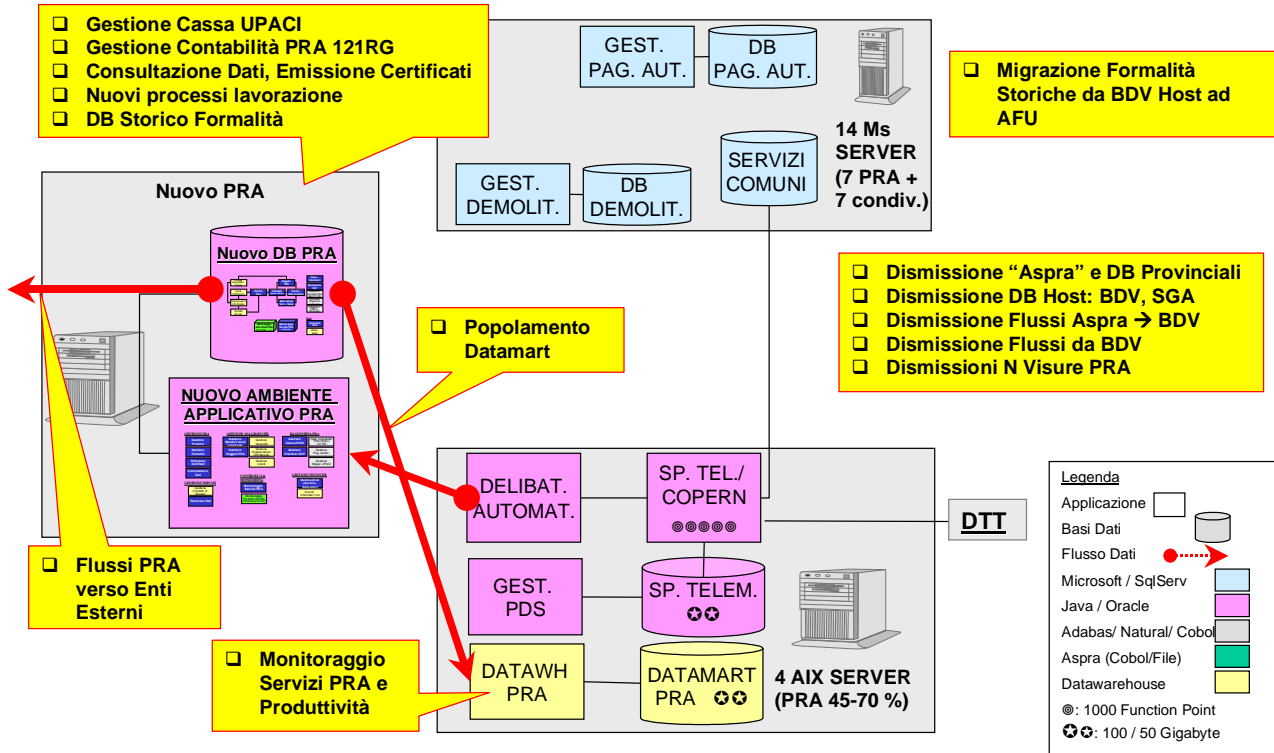 ❑ Gestione Cassa UPACI
❑ Gestione Contabilità PRA 121RG
❑ Consultazione Dati, Emissione Certificati
❑ Nuovi processi lavorazione
❑ DB Storico Formalità
GEST.
PAG. AUT.
DB
PAG. AUT.
14 Ms
SERVER
(7 PRA +
7 condiv.)
SERVIZI
COMUNI
GEST.
DEMOLIT.
DB
DEMOLIT.
❑ Migrazione Formalità
Storiche da BDV Host ad
AFU
Nuovo PRA
Nuovo DB PRA
NUOVO AMBIENTE
APPLICATIVO PRA
❑ Popolamento
Datamart
❑ Dismissione “Aspra” e DB Provinciali
❑ Dismissione DB Host: BDV, SGA
❑ Dismissione Flussi Aspra → BDV
❑ Dismissione Flussi da BDV
❑ Dismissioni N Visure PRA
❑ Flussi PRA
verso Enti
Esterni
DELIBAT.
AUTOMAT.
SP. TEL./
COPERN
⊚⊚⊚⊚⊚
DTT
GEST.
PDS
SP. TELEM.
✪✪
❑ Monitoraggio
Servizi PRA e
Produttività
DATAWH
PRA
DATAMART
PRA ✪✪
4 AIX SERVER
(PRA 45-70 %)
Legenda
Applicazione
Basi Dati
Flusso Dati
Microsoft / SqlServ
Java / Oracle
Adabas/ Natural/ Cobol
Aspra (Cobol/File)
Datawarehouse
⊚: 1000 Function Point
✪✪: 100 / 50 Gigabyte